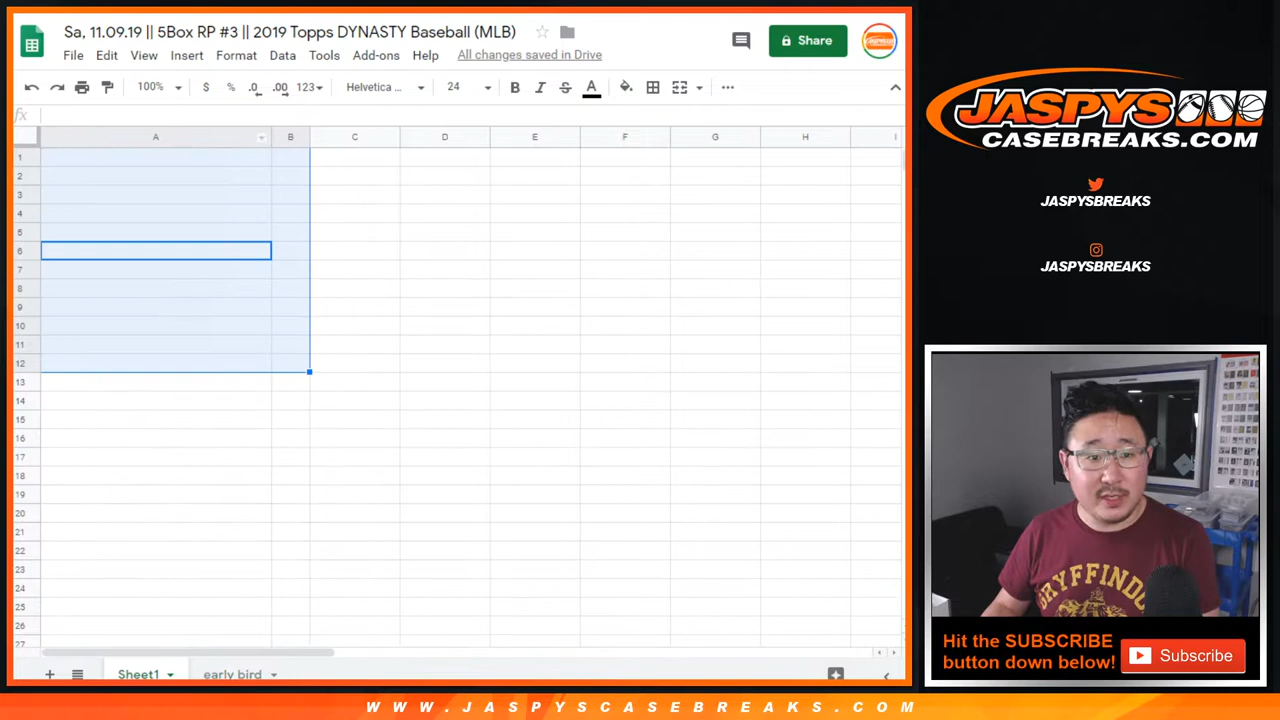 Sa, 11.09.19 || 5Box RP #3 || 2019 Topps DYNASTY Baseball (MLB)
File Edit View Insert Format Data Tools Add-ons Help All changes saved in Drive
Share
100% $ % .0 .00 123 Helvetica ... 24 B I S A
fx
A B C D E F G H I
1
2
3
4
5
6
7
8
9
10
11
12
13
14
15
16
17
18
19
20
21
22
23
24
25
26
27
Sheet1 early bird
JASPYS
CASEBREAKS.COM
JASPYSBREAKS
JASPYSBREAKS
GRYFFINDO
Hit the SUBSCRIBE
button down below!
Subscribe
WWW.JASPYSCASEBREAKS.COM